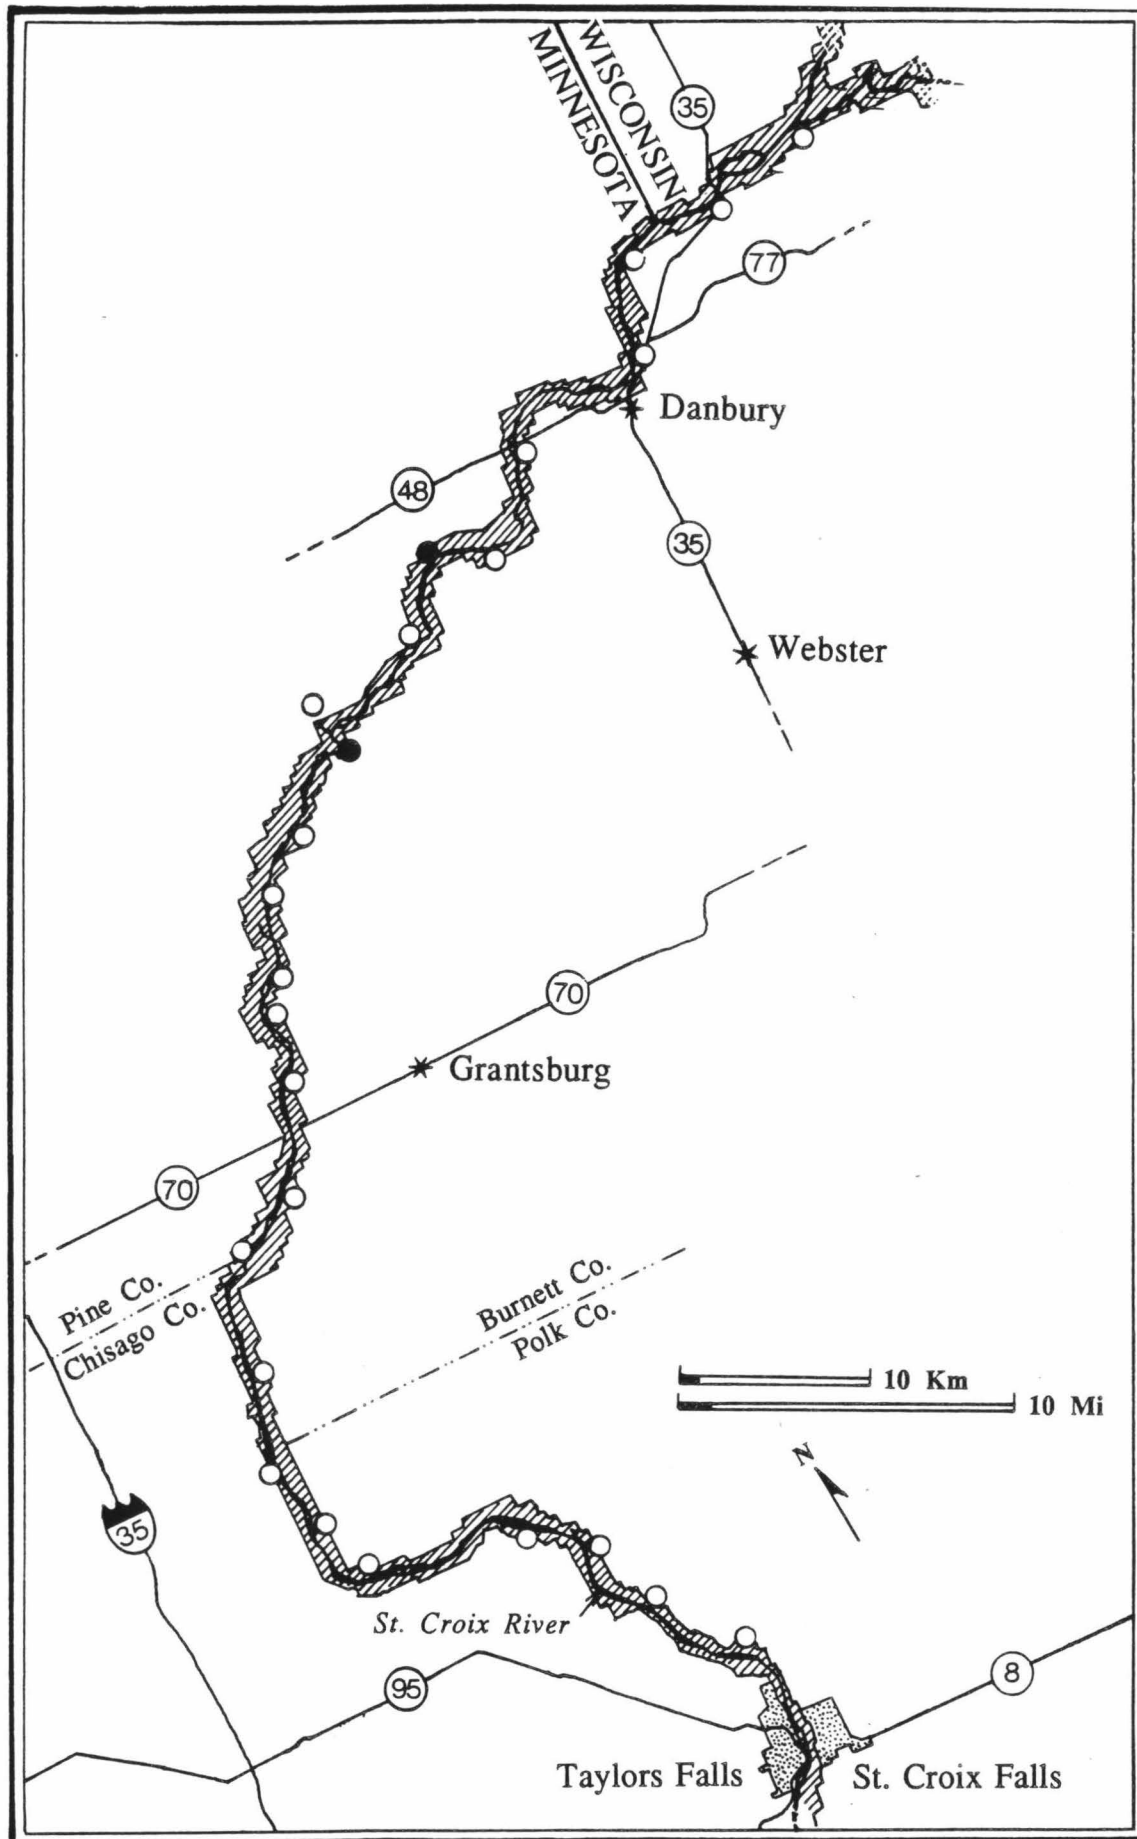 WISCONSIN
MINNESOTA
35
77
Danbury
48
35
Webster
70
Grantsburg
70
Pine Co.
Chisago Co.
Burnett Co.
Polk Co.
10 Km
10 Mi
N
35
St. Croix River
95
8
Taylors Falls
St. Croix Falls